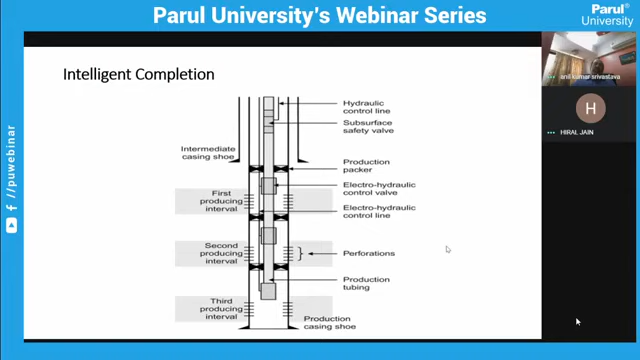 Parul University's Webinar Series
Parul®
University
Intelligent Completion
anil kumar srivastava
H
HIRAL JAIN
Hydraulic
control line
Subsurface
safety valve
Intermediate
casing shoe
Production
packer
Electro-hydraulic
control valve
First
producing
interval
Electro-hydraulic
control line
Second
producing
interval
Perforations
Production
tubing
Third
producing
interval
Production
casing shoe
f //puwebinar